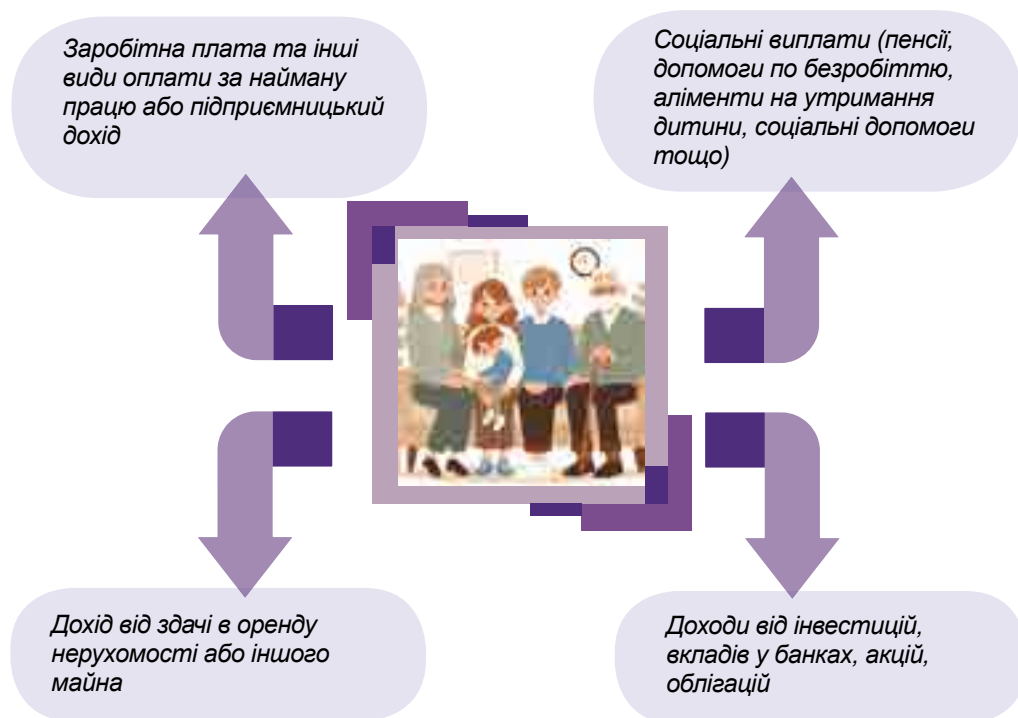 Заробітна плата та інші
види оплати за найману
працю або підприємницький
дохід
Соціальні виплати (пенсії,
допомоги по безробіттю,
аліменти на утримання
дитини, соціальні допомоги
тощо)
Дохід від здачі в оренду
нерухомості або іншого
майна
Доходи від інвестицій,
вкладів у банках, акцій,
облігацій